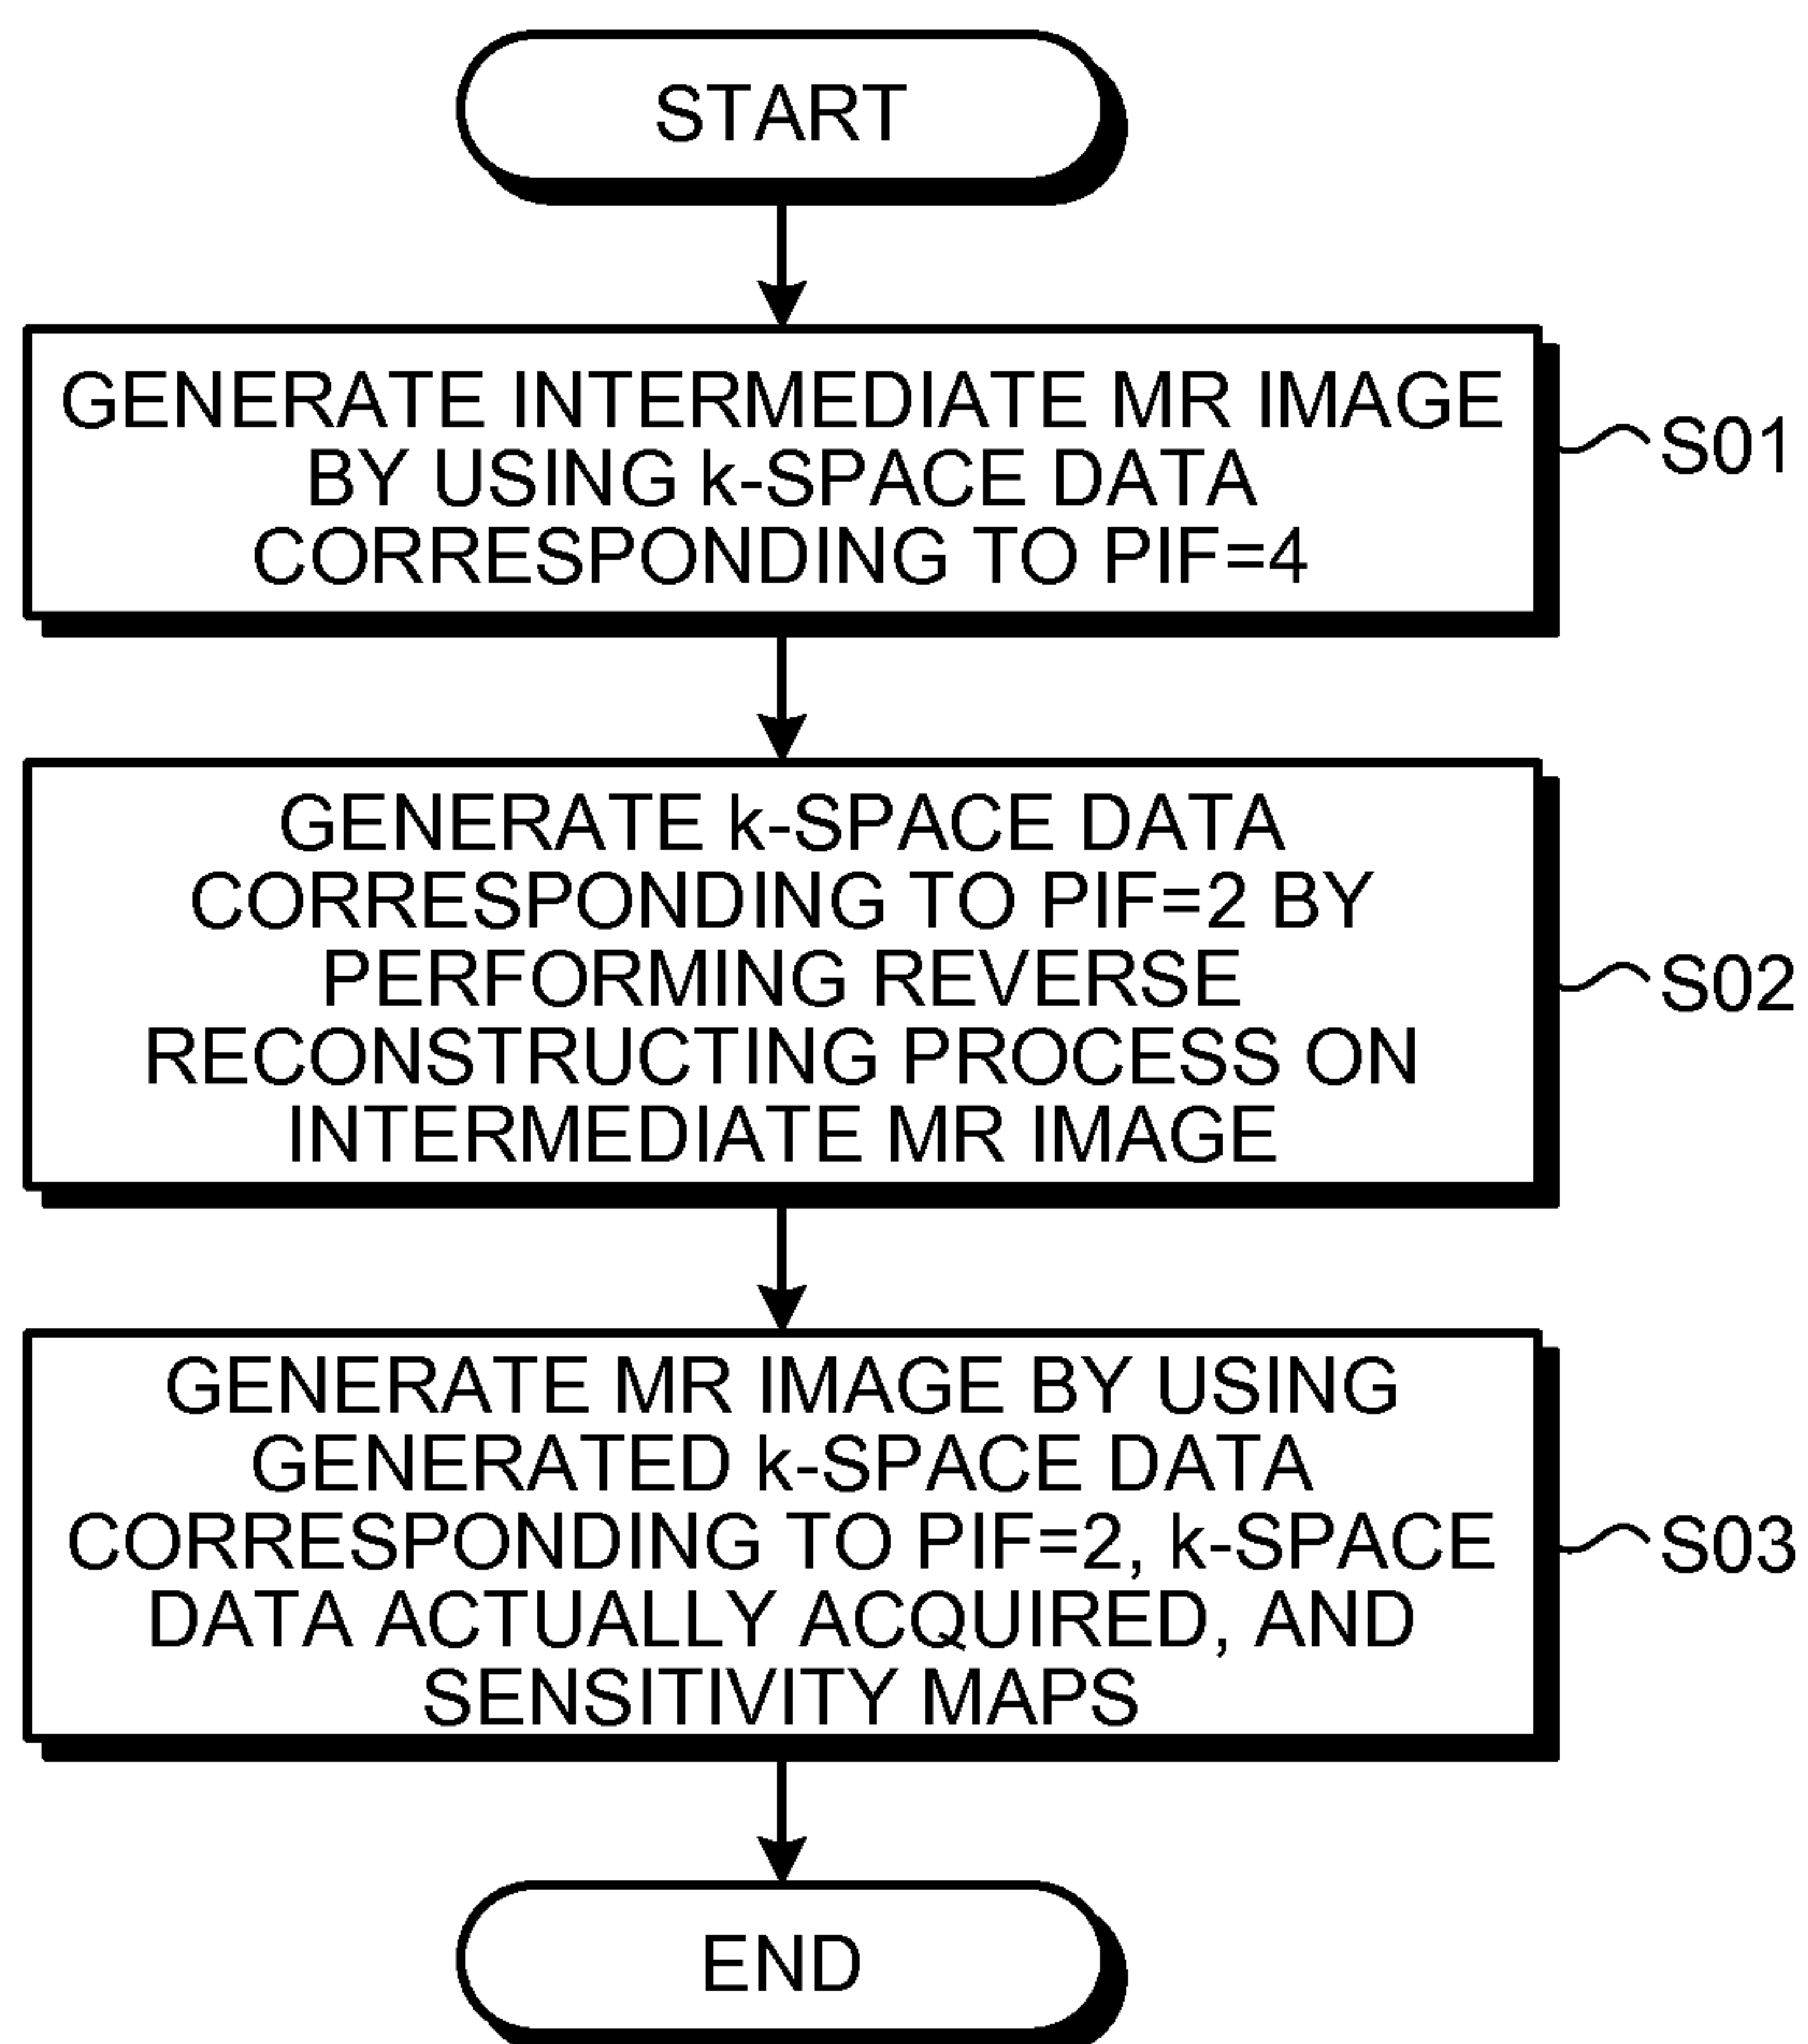 START
GENERATE INTERMEDIATE MR IMAGE
BY USING k-SPACE DATA
CORRESPONDING TO PIF=4
S01
GENERATE k-SPACE DATA
CORRESPONDING TO PIF=2 BY
PERFORMING REVERSE
RECONSTRUCTING PROCESS ON
INTERMEDIATE MR IMAGE
S02
GENERATE MR IMAGE BY USING
GENERATED k-SPACE DATA
CORRESPONDING TO PIF=2, k-SPACE
DATA ACTUALLY ACQUIRED, AND
SENSITIVITY MAPS
S03
END